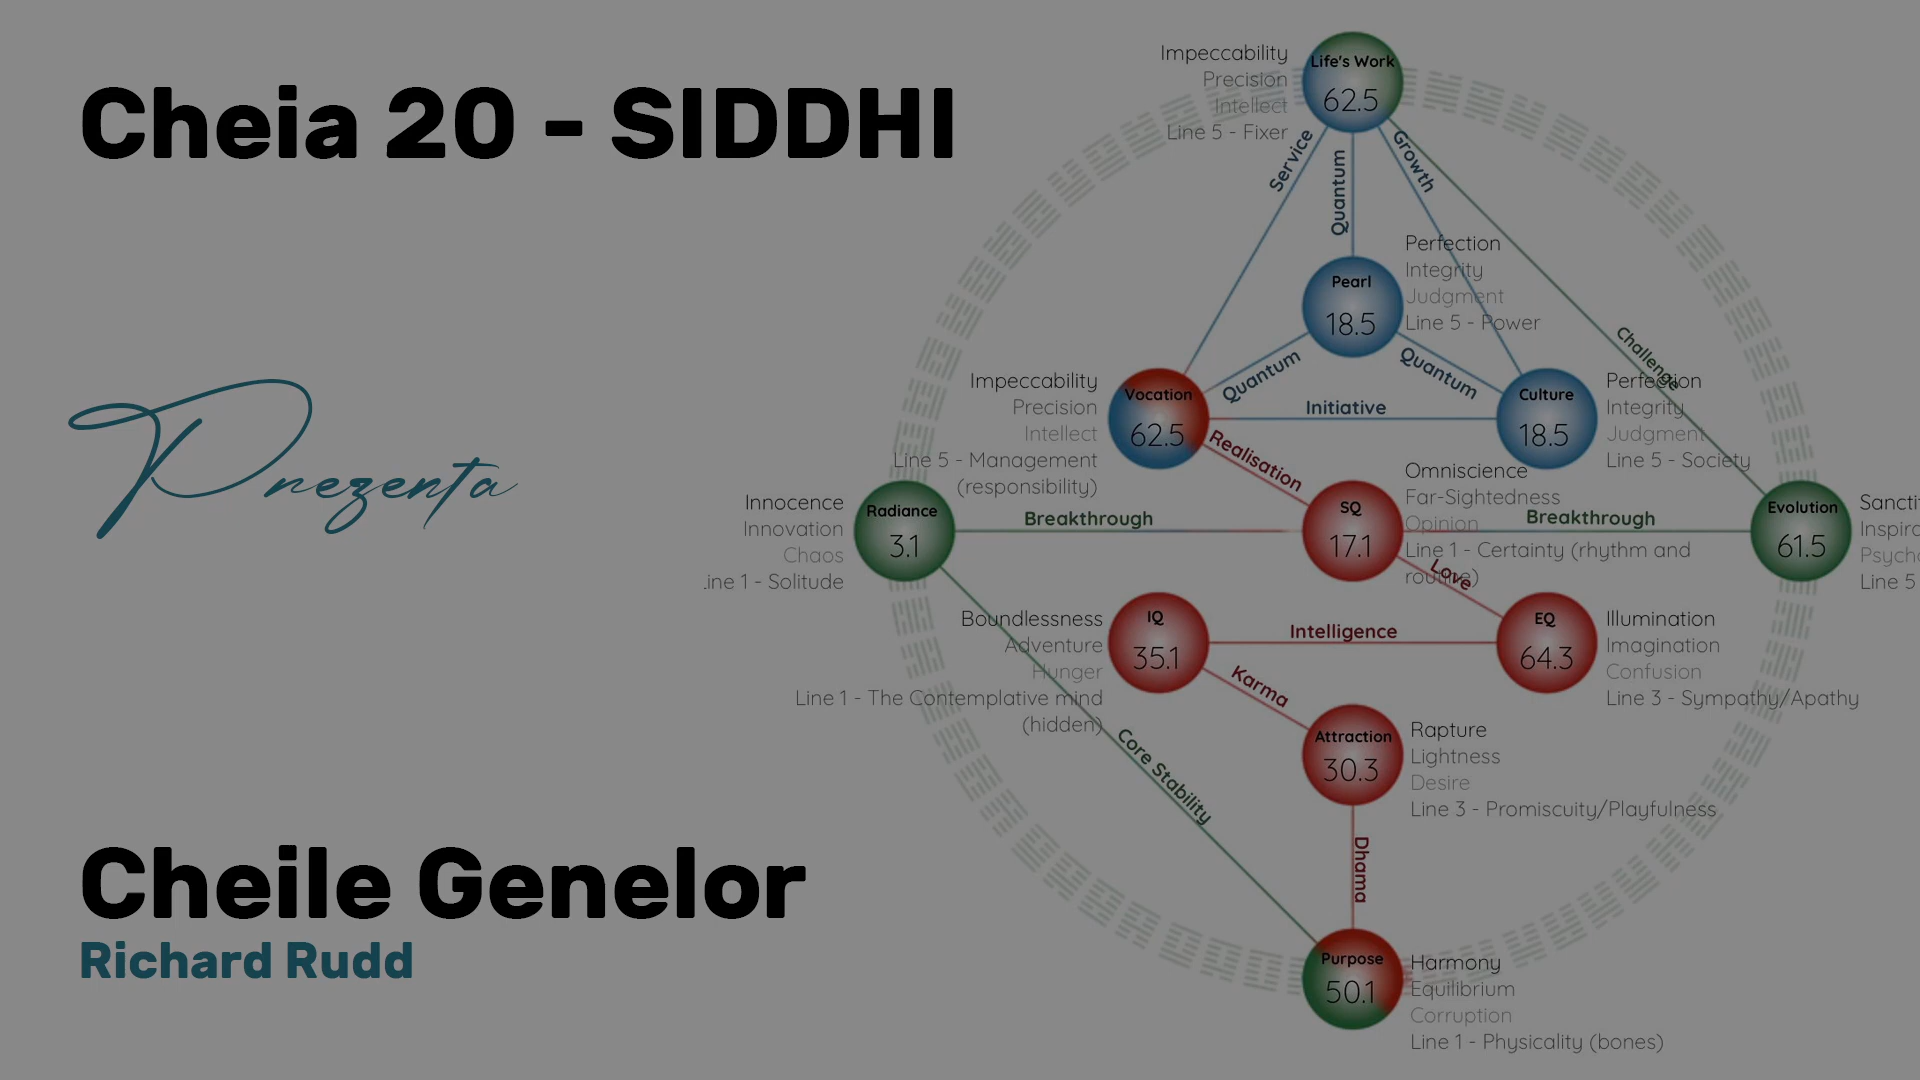 Cheia 20 - SIDDHI
Prezenta
Cheile Genelor
Richard Rudd
Impeccability
Precision
Intellect
Line 5 - Fixer
Life's Work
62.5
Service
Quantum
Growth
Challenge
Perfection
Integrity
Judgment
Line 5 - Power
Pearl
18.5
Quantum
Quantum
Impeccability
Precision
Intellect
Line 5 - Management
(responsibility)
Vocation
62.5
Initiative
Culture
18.5
Perfection
Integrity
Judgment
Line 5 - Society
Realisation
Omniscience
Far-Sightedness
Opinion
Line 1 - Certainty (rhythm and
routine)
SQ
17.1
Innocence
Innovation
Chaos
ine 1 - Solitude
Radiance
3.1
Breakthrough
Breakthrough
Evolution
61.5
Line 5
Love
Boundlessness
Adventure
Hunger
Line 1 - The Contemplative mind
(hidden)
IQ
35.1
Intelligence
EQ
64.3
Illumination
Imagination
Confusion
Line 3 - Sympathy/Apathy
Karma
Attraction
30.3
Rapture
Lightness
Desire
Line 3 - Promiscuity/Playfulness
Core Stability
Dhama
Purpose
50.1
Harmony
Equilibrium
Corruption
Line 1 - Physicality (bones)